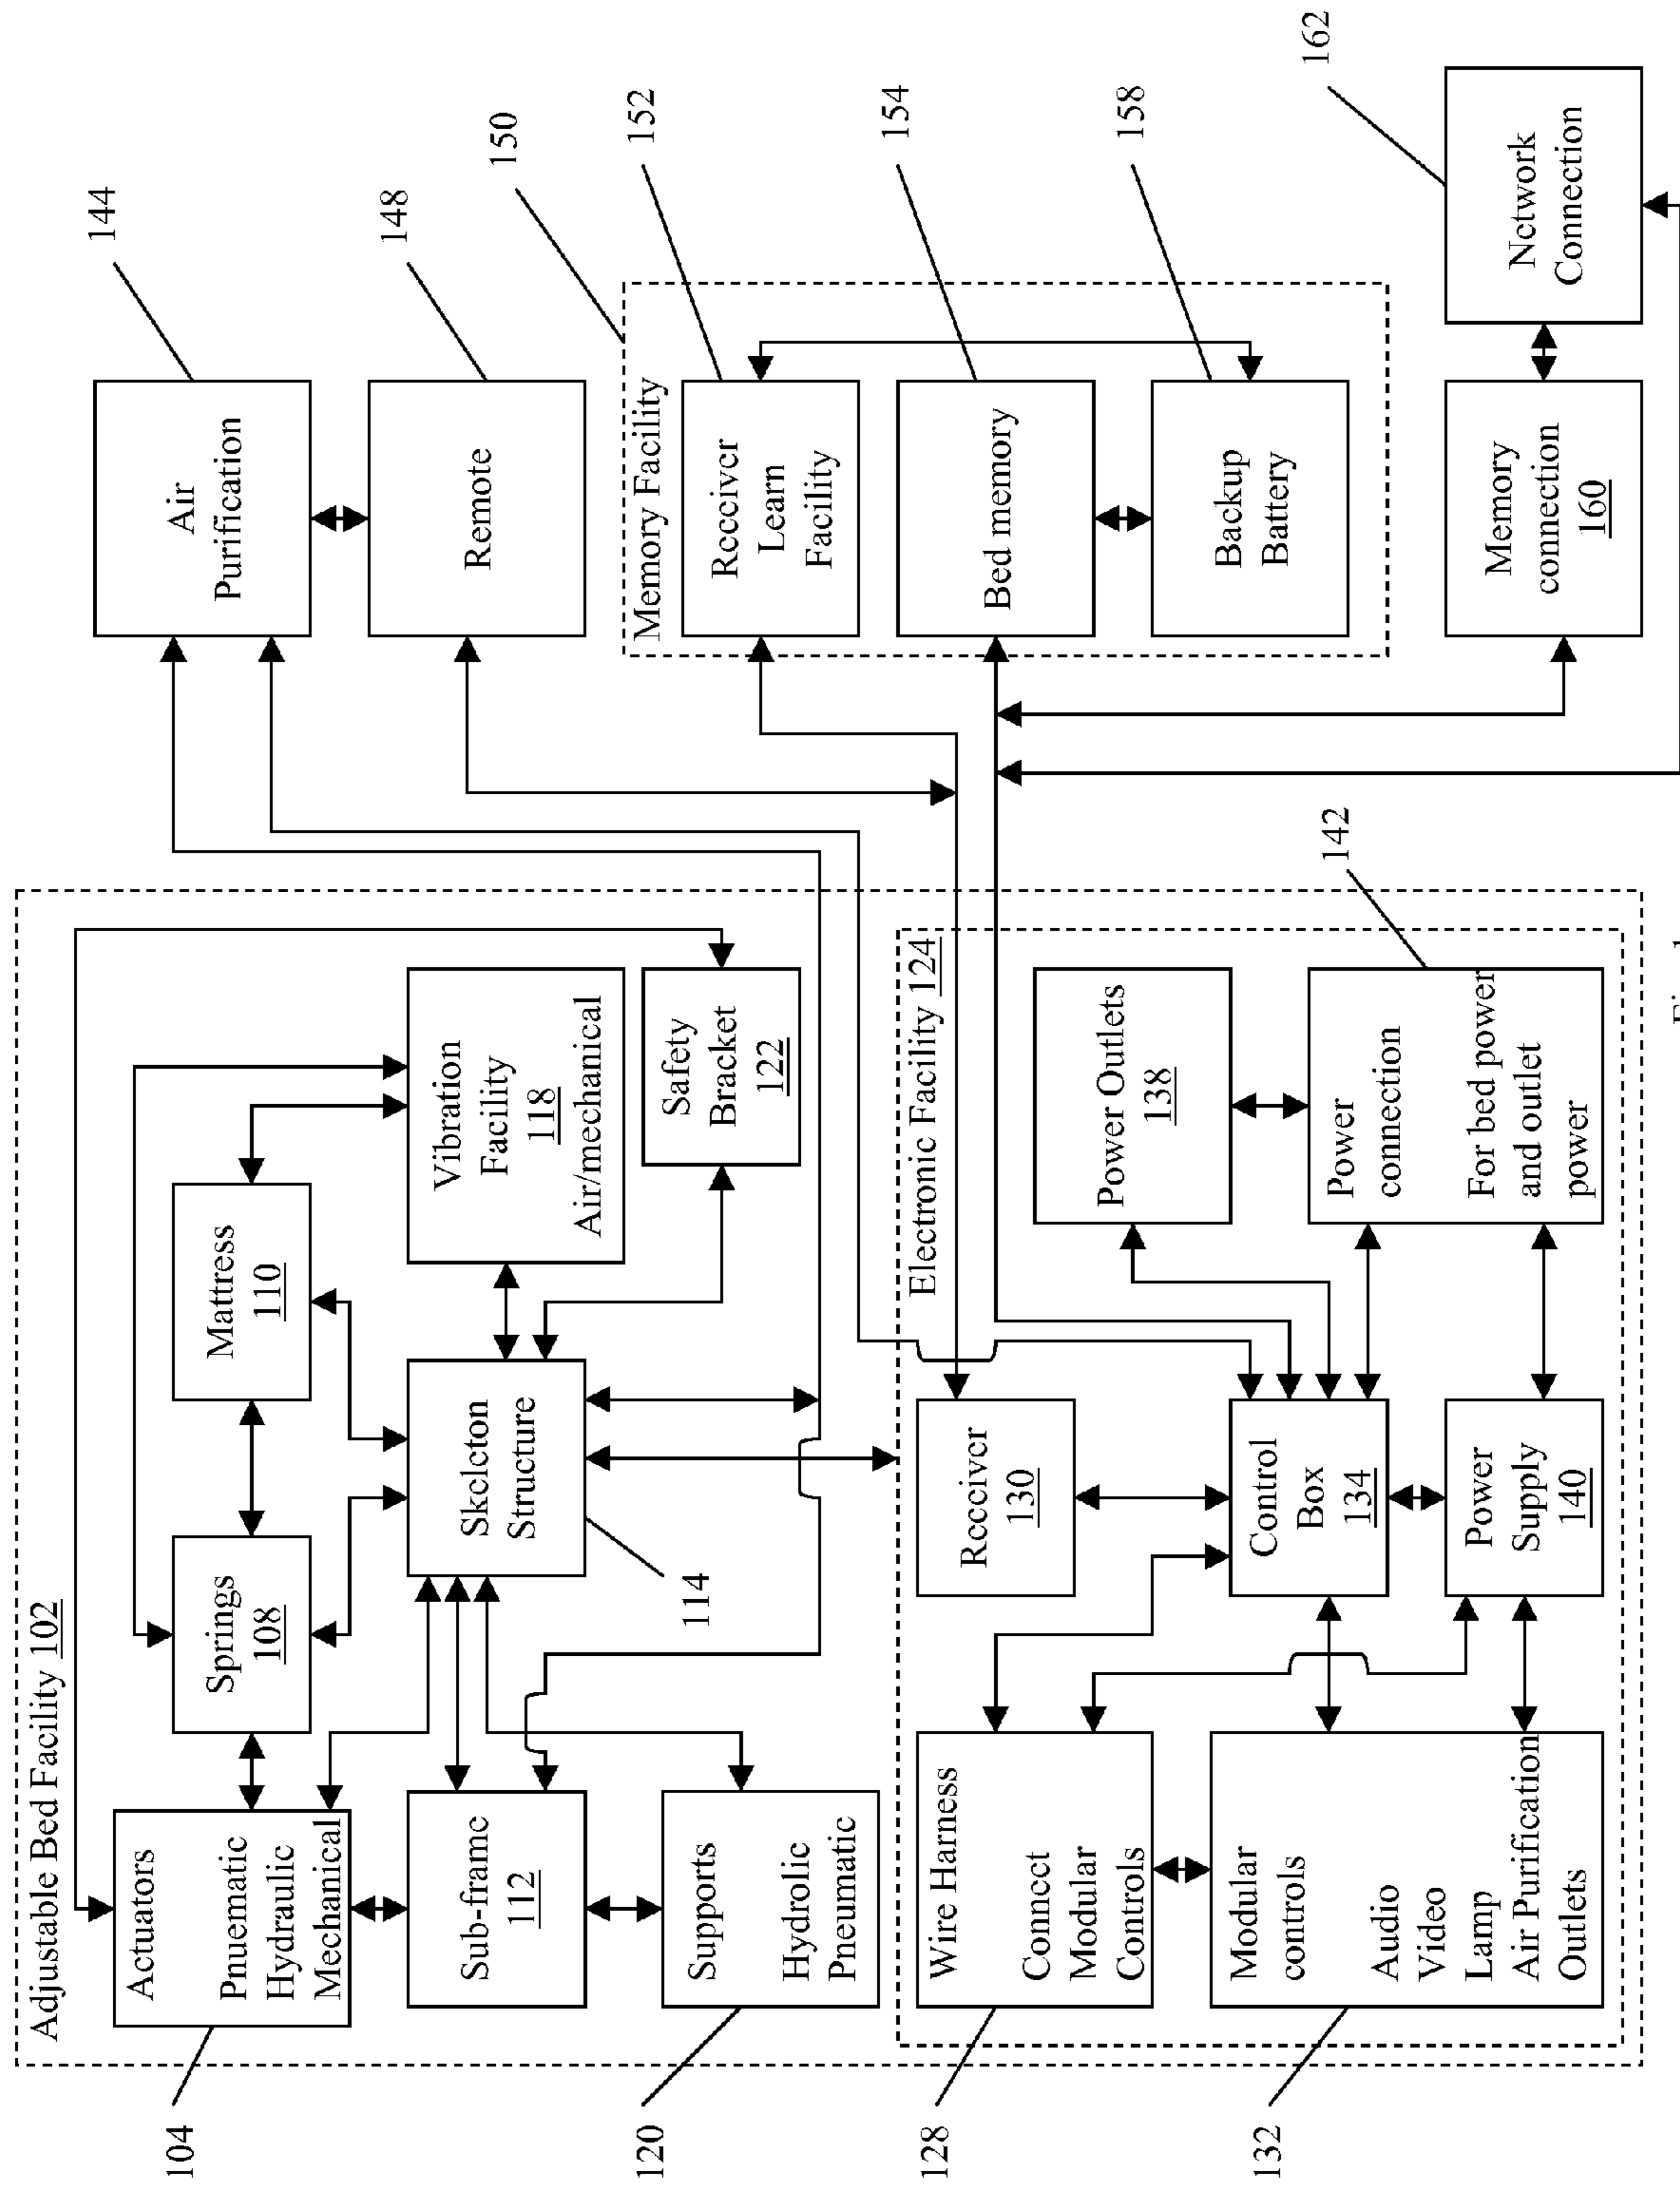 Adjustable Bed Facility 102
104
Actuators
Pnuematic
Hydraulic
Mechanical
Springs
108
Mattress
110
Sub-frame
112
Skeleton
Structure
114
Vibration
Facility
118
Air/mechanical
120
Supports
Hydrolic
Pneumatic
Safety
Bracket
122
Electronic Facility 124
128
Wire Harness
Connect
Modular
Controls
Receiver
130
132
Modular
controls
Audio
Video
Lamp
Air Purification
Outlets
Control
Box
134
Power Outlets
138
Power
Supply
140
142
Power
connection
For bed power
and outlet
power
144
Air
Purification
148
Remote
150
Memory Facility
152
Receiver
Learn
Facility
154
Bed memory
158
Backup
Battery
Memory
connection
160
162
Network
Connection